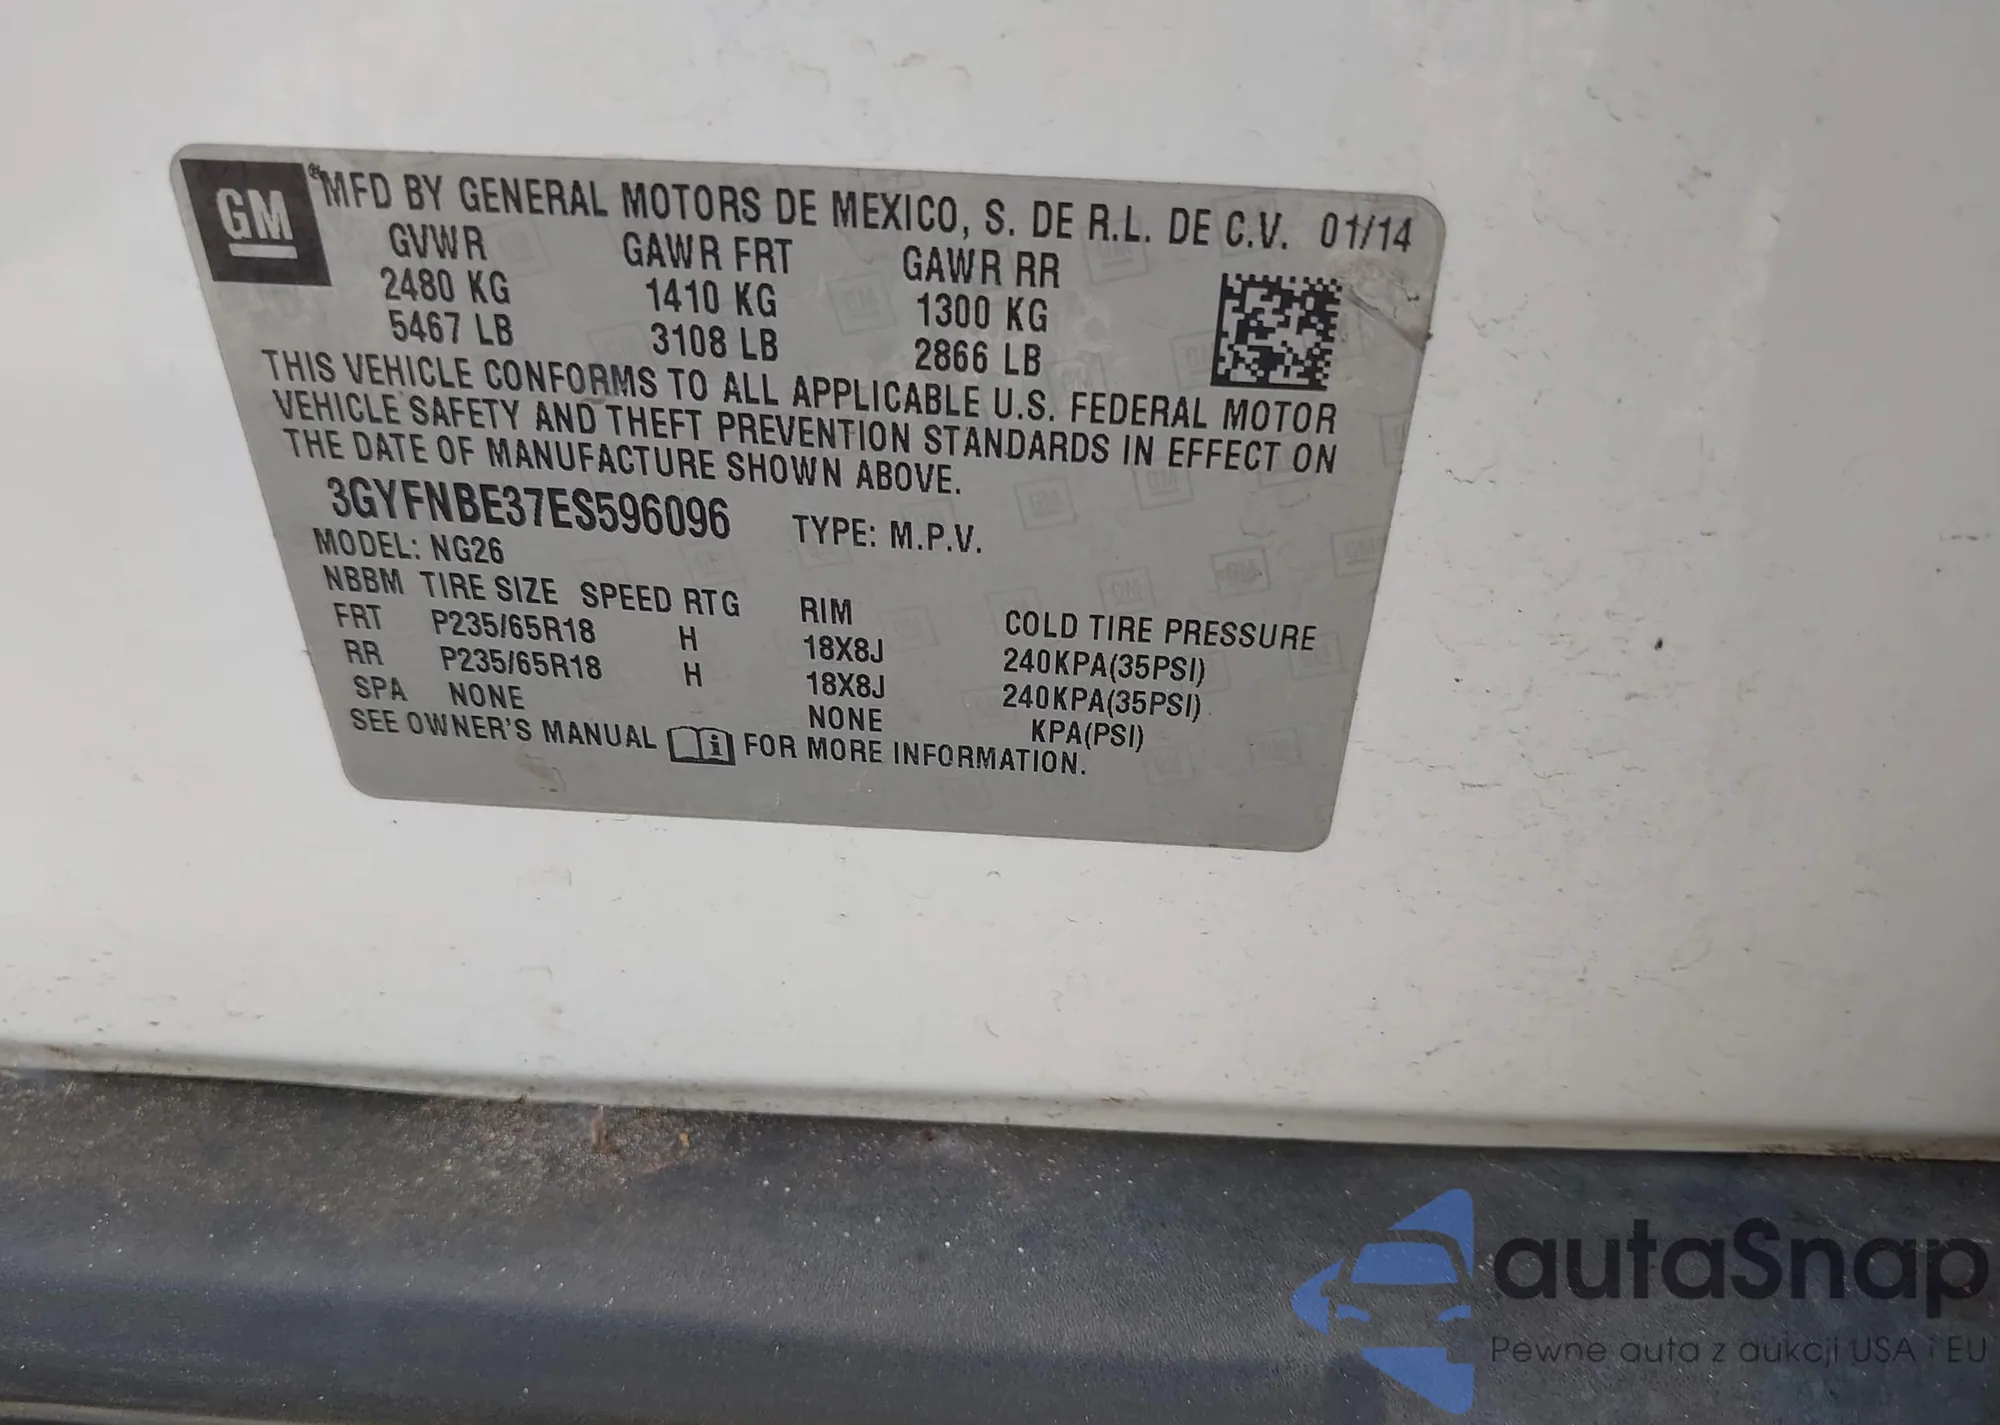 GM
® MFD BY GENERAL MOTORS DE MEXICO, S. DE R.L. DE C.V. 01/14
GVWR GAWR FRT GAWR RR
2480 KG 1410 KG 1300 KG
5467 LB 3108 LB 2866 LB
THIS VEHICLE CONFORMS TO ALL APPLICABLE U.S. FEDERAL MOTOR
VEHICLE SAFETY AND THEFT PREVENTION STANDARDS IN EFFECT ON
THE DATE OF MANUFACTURE SHOWN ABOVE.
3GYFNBE37ES596096 TYPE: M.P.V.
MODEL: NG26
NBBM TIRE SIZE SPEED RTG RIM COLD TIRE PRESSURE
FRT P235/65R18 H 18X8J 240KPA(35PSI)
RR P235/65R18 H 18X8J 240KPA(35PSI)
SPA NONE NONE KPA(PSI)
SEE OWNER'S MANUAL FOR MORE INFORMATION.
autaSnap
Pewne auta z aukcji USA i EU